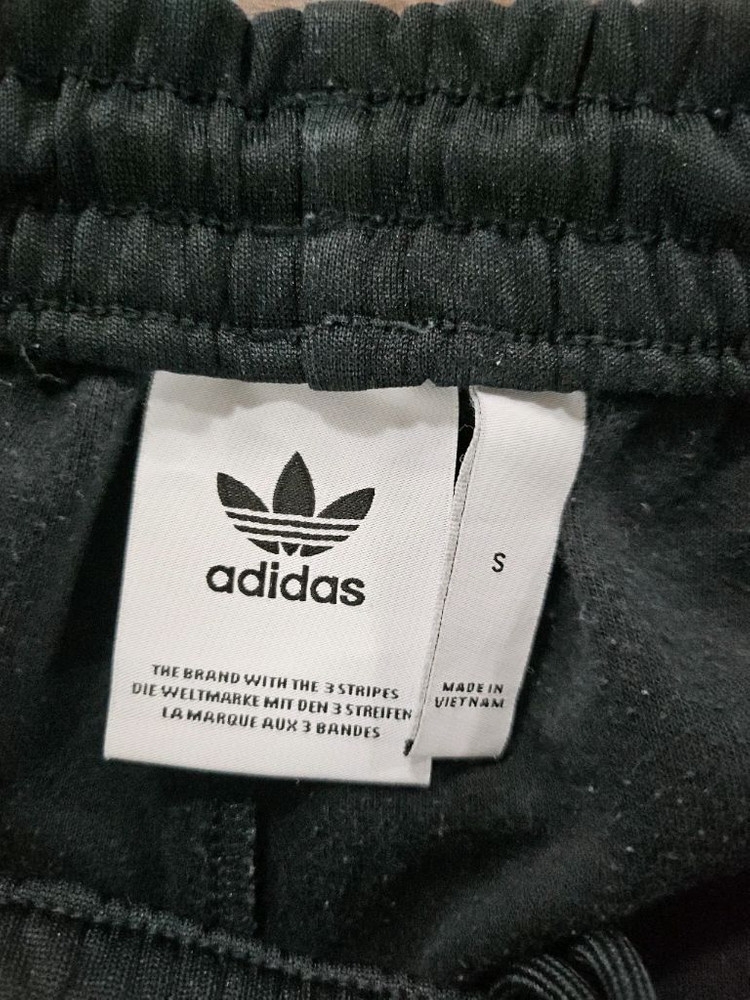 adidas
THE BRAND WITH THE 3 STRIPES
DIE WELTMARKE MIT DEN 3 STREIFEN
LA MARQUE AUX 3 BANDES
S
MADE IN
VIETNAM